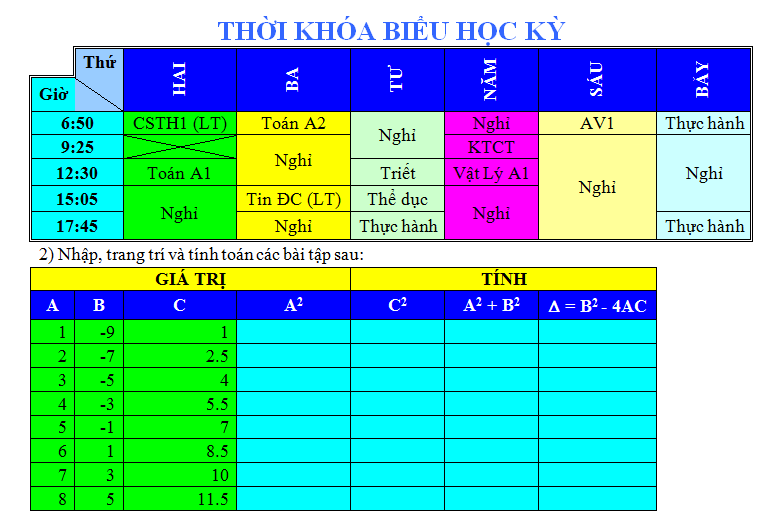 THỜI KHÓA BIỂU HỌC KỲ
Thứ
Giờ
HAI BA TƯ NĂM SÁU BẢY
6:50 CSTH1 (LT) Toán A2 Nghỉ Nghỉ AV1 Thực hành
9:25 Nghỉ KTCT Nghỉ Nghỉ
12:30 Toán A1 Triết Vật Lý A1
15:05 Nghỉ Tin ĐC (LT) Thể dục Nghỉ
17:45 Nghỉ Thực hành Thực hành
2) Nhập, trang trí và tính toán các bài tập sau:
GIÁ TRỊ TÍNH
A B C A² C² A² + B² Δ = B² - 4AC
1 -9 1
2 -7 2.5
3 -5 4
4 -3 5.5
5 -1 7
6 1 8.5
7 3 10
8 5 11.5